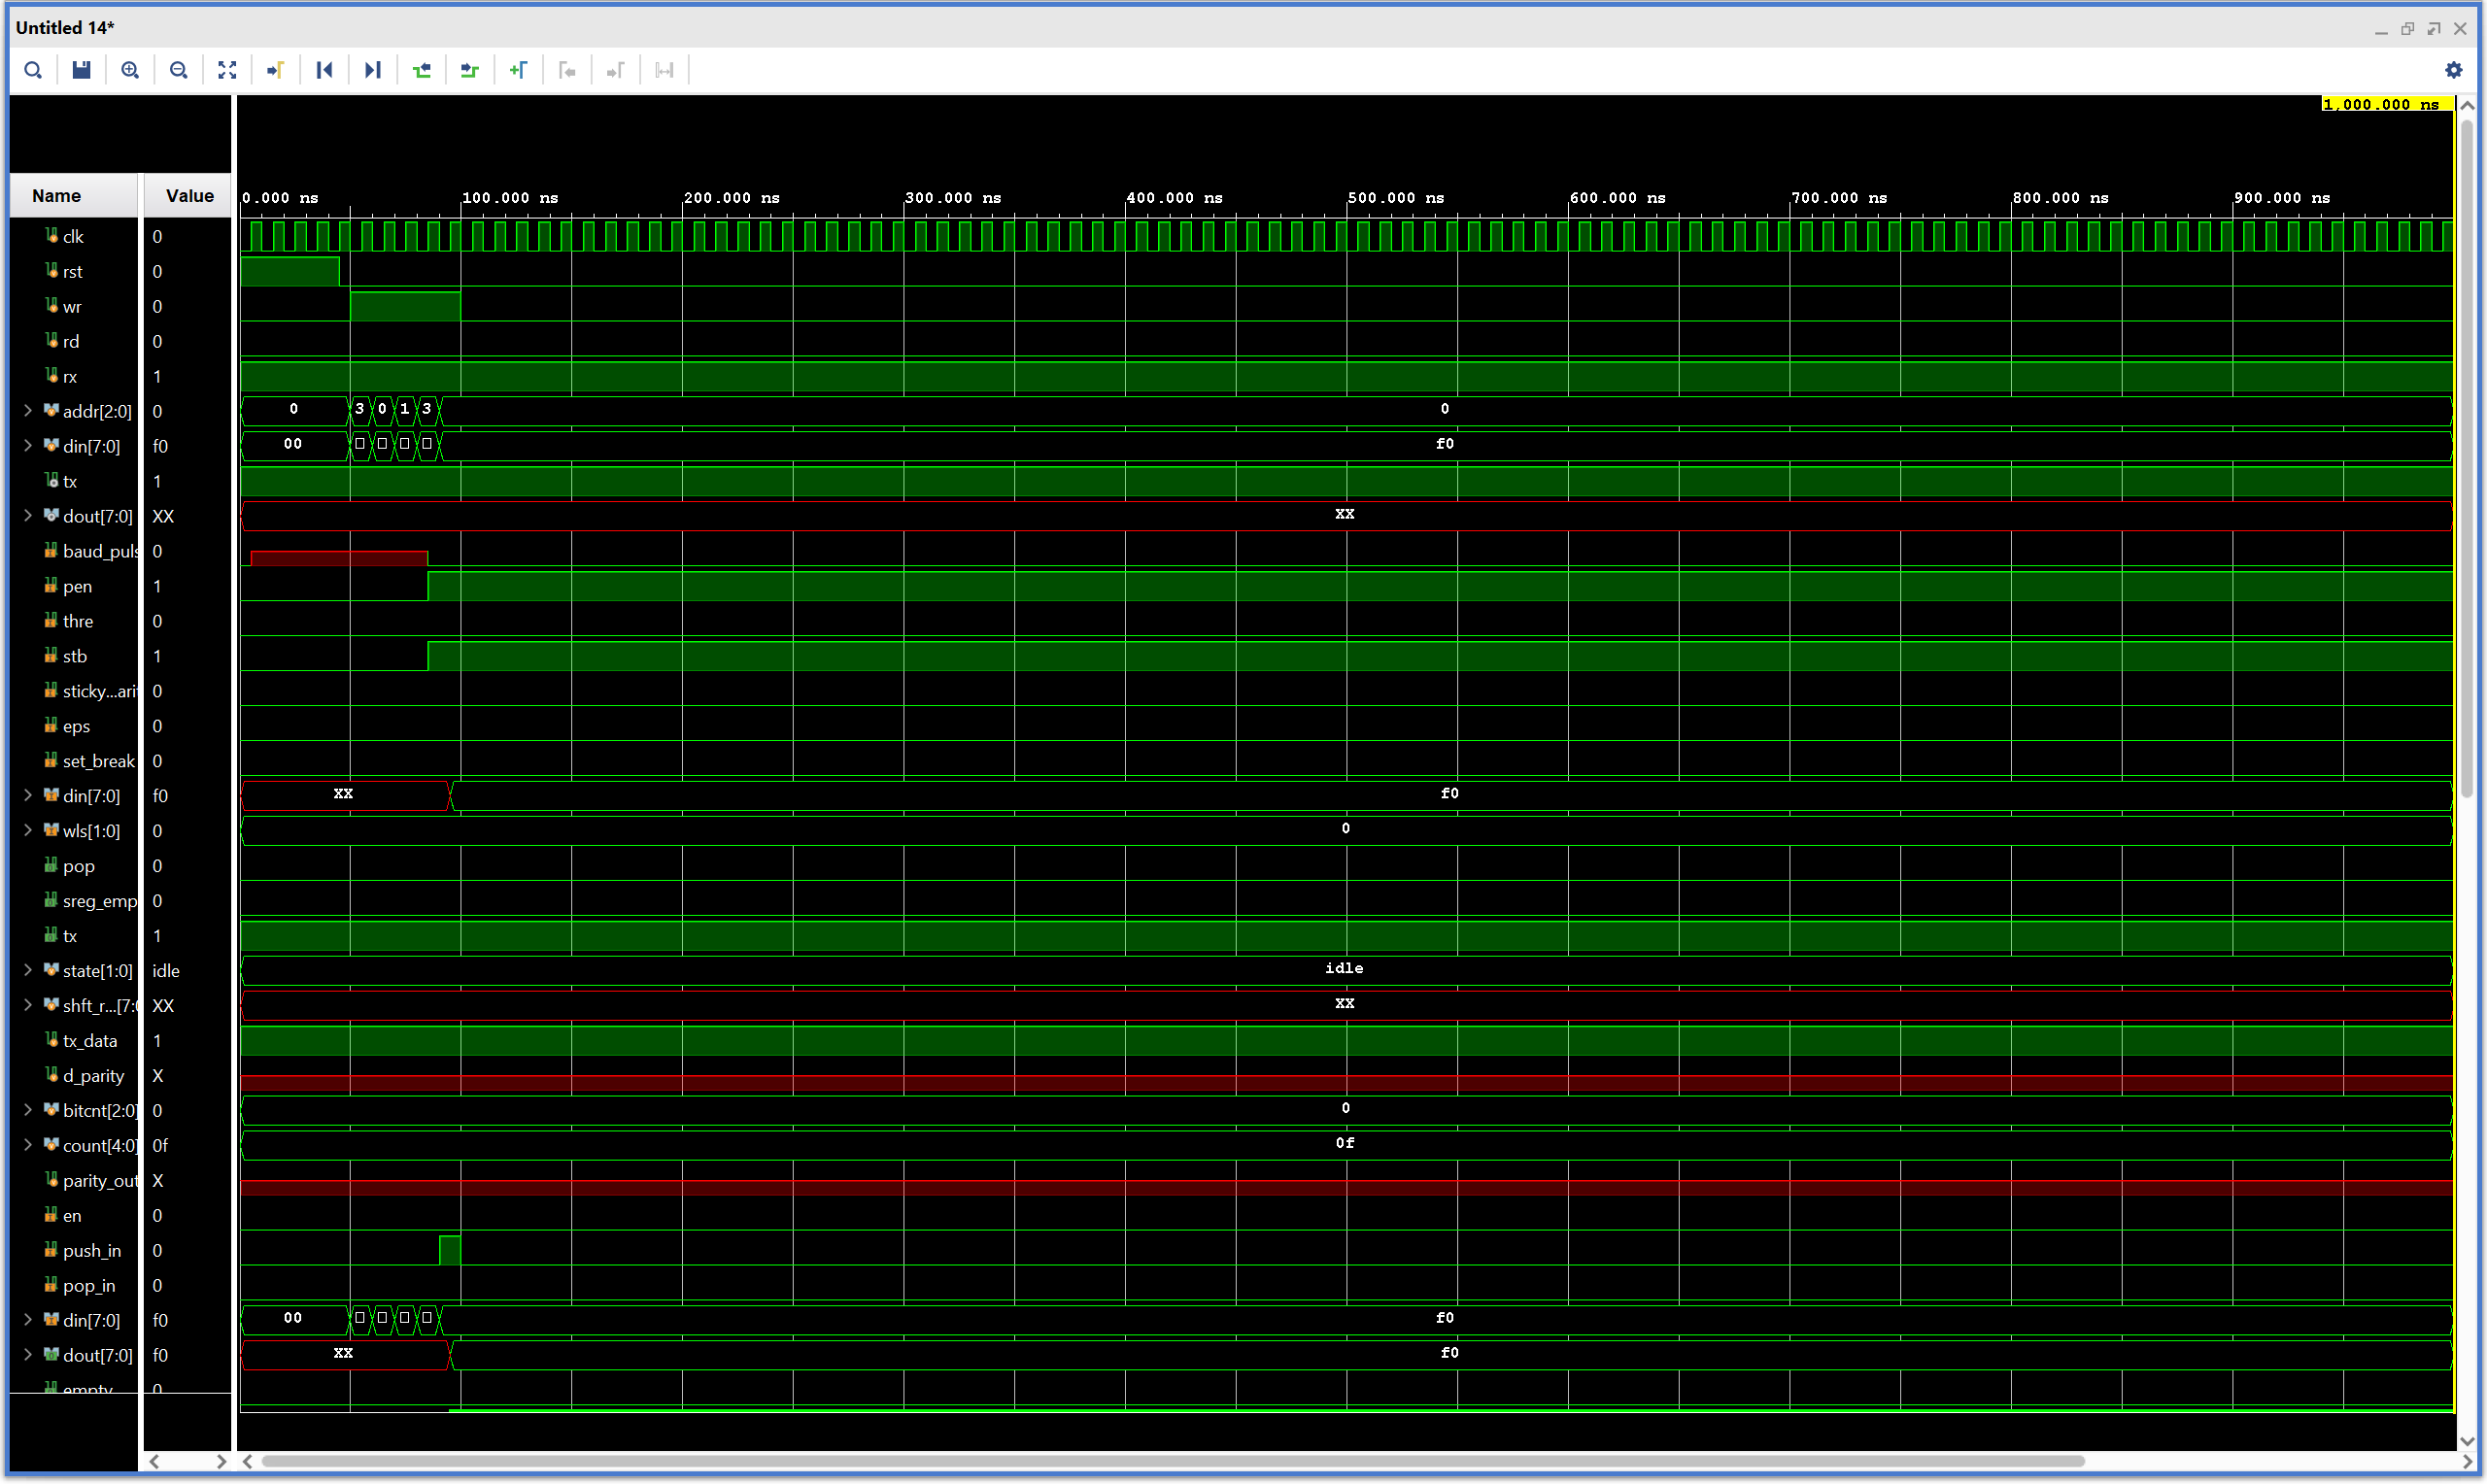 Untitled 14*
1,000.000 ns
Name Value
0.000 ns 100.000 ns 200.000 ns 300.000 ns 400.000 ns 500.000 ns 600.000 ns 700.000 ns 800.000 ns 900.000 ns
clk 0
rst 0
wr 0
rd 0
rx 1
addr[2:0] 0 0 3 0 1 3 0
din[7:0] f0 00 f0
tx 1
dout[7:0] XX XX
baud_puls 0
pen 1
thre 0
stb 1
sticky...ari 0
eps 0
set_break 0
din[7:0] f0 XX f0
wls[1:0] 0 0
pop 0
sreg_emp 0
tx 1
state[1:0] idle idle
shft_r...[7:0 XX XX
tx_data 1
d_parity X
bitcnt[2:0] 0 0
count[4:0] 0f 0f
parity_out X
en 0
push_in 0
pop_in 0
din[7:0] f0 00 f0
dout[7:0] f0 XX f0
empty 0